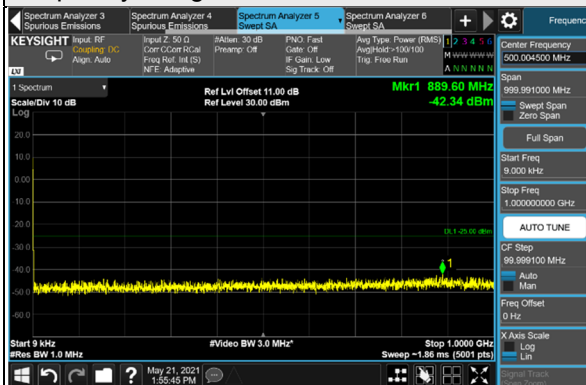 Spectrum Analyzer 3
Spurious Emissions
Spectrum Analyzer 4
Spurious Emissions
Spectrum Analyzer 5
Swept SA
Spectrum Analyzer 6
Swept SA
+
Frequency
KEYSIGHT
Input: RF
Coupling: DC
Align: Auto
Input Z: 50 Ω
Corr CCorr RCal
Freq Ref: Int (S)
NFE: Adaptive
#Atten: 30 dB
Preamp: Off
PNO: Fast
Gate: Off
IF Gain: Low
Sig Track: Off
Avg Type: Power (RMS)
Avg|Hold:>100/100
Trig: Free Run
1 2 3 4 5 6
M W W W W W
A N N N N N
LXI
1 Spectrum
Scale/Div 10 dB
Log
Ref Lvl Offset 11.00 dB
Ref Level 30.00 dBm
Mkr1 889.60 MHz
-42.34 dBm
20.0
10.0
0.00
-10.0
-20.0
-30.0
-40.0
-50.0
-60.0
DL1 -25.00 dBm
1
Start 9 kHz
#Res BW 1.0 MHz
#Video BW 3.0 MHz*
Stop 1.0000 GHz
Sweep ~1.86 ms (5001 pts)
Center Frequency
500.004500 MHz
Span
999.991000 MHz
Swept Span
Zero Span
Full Span
Start Freq
9.000 kHz
Stop Freq
1.000000000 GHz
AUTO TUNE
CF Step
99.999100 MHz
Auto
Man
Freq Offset
0 Hz
X Axis Scale
Log
Lin
Signal Track
(Span Zoom)
?
May 21, 2021
1:55:45 PM